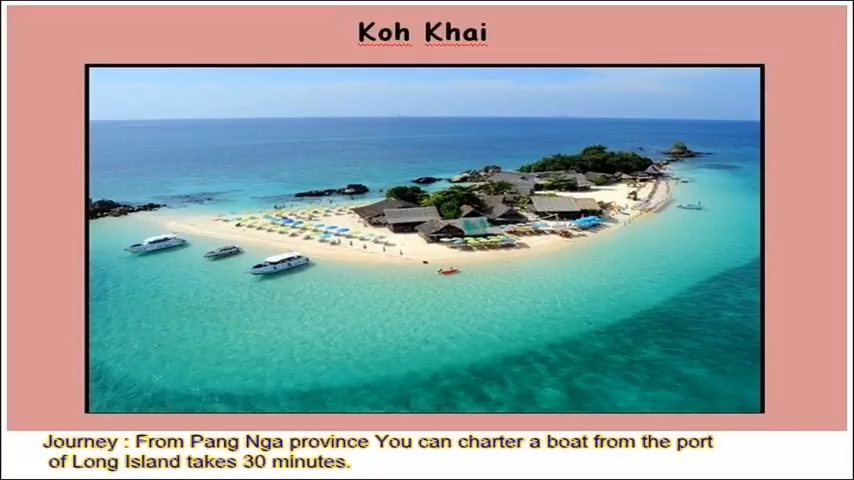 Koh Khai
Journey : From Pang Nga province You can charter a boat from the port
of Long Island takes 30 minutes.